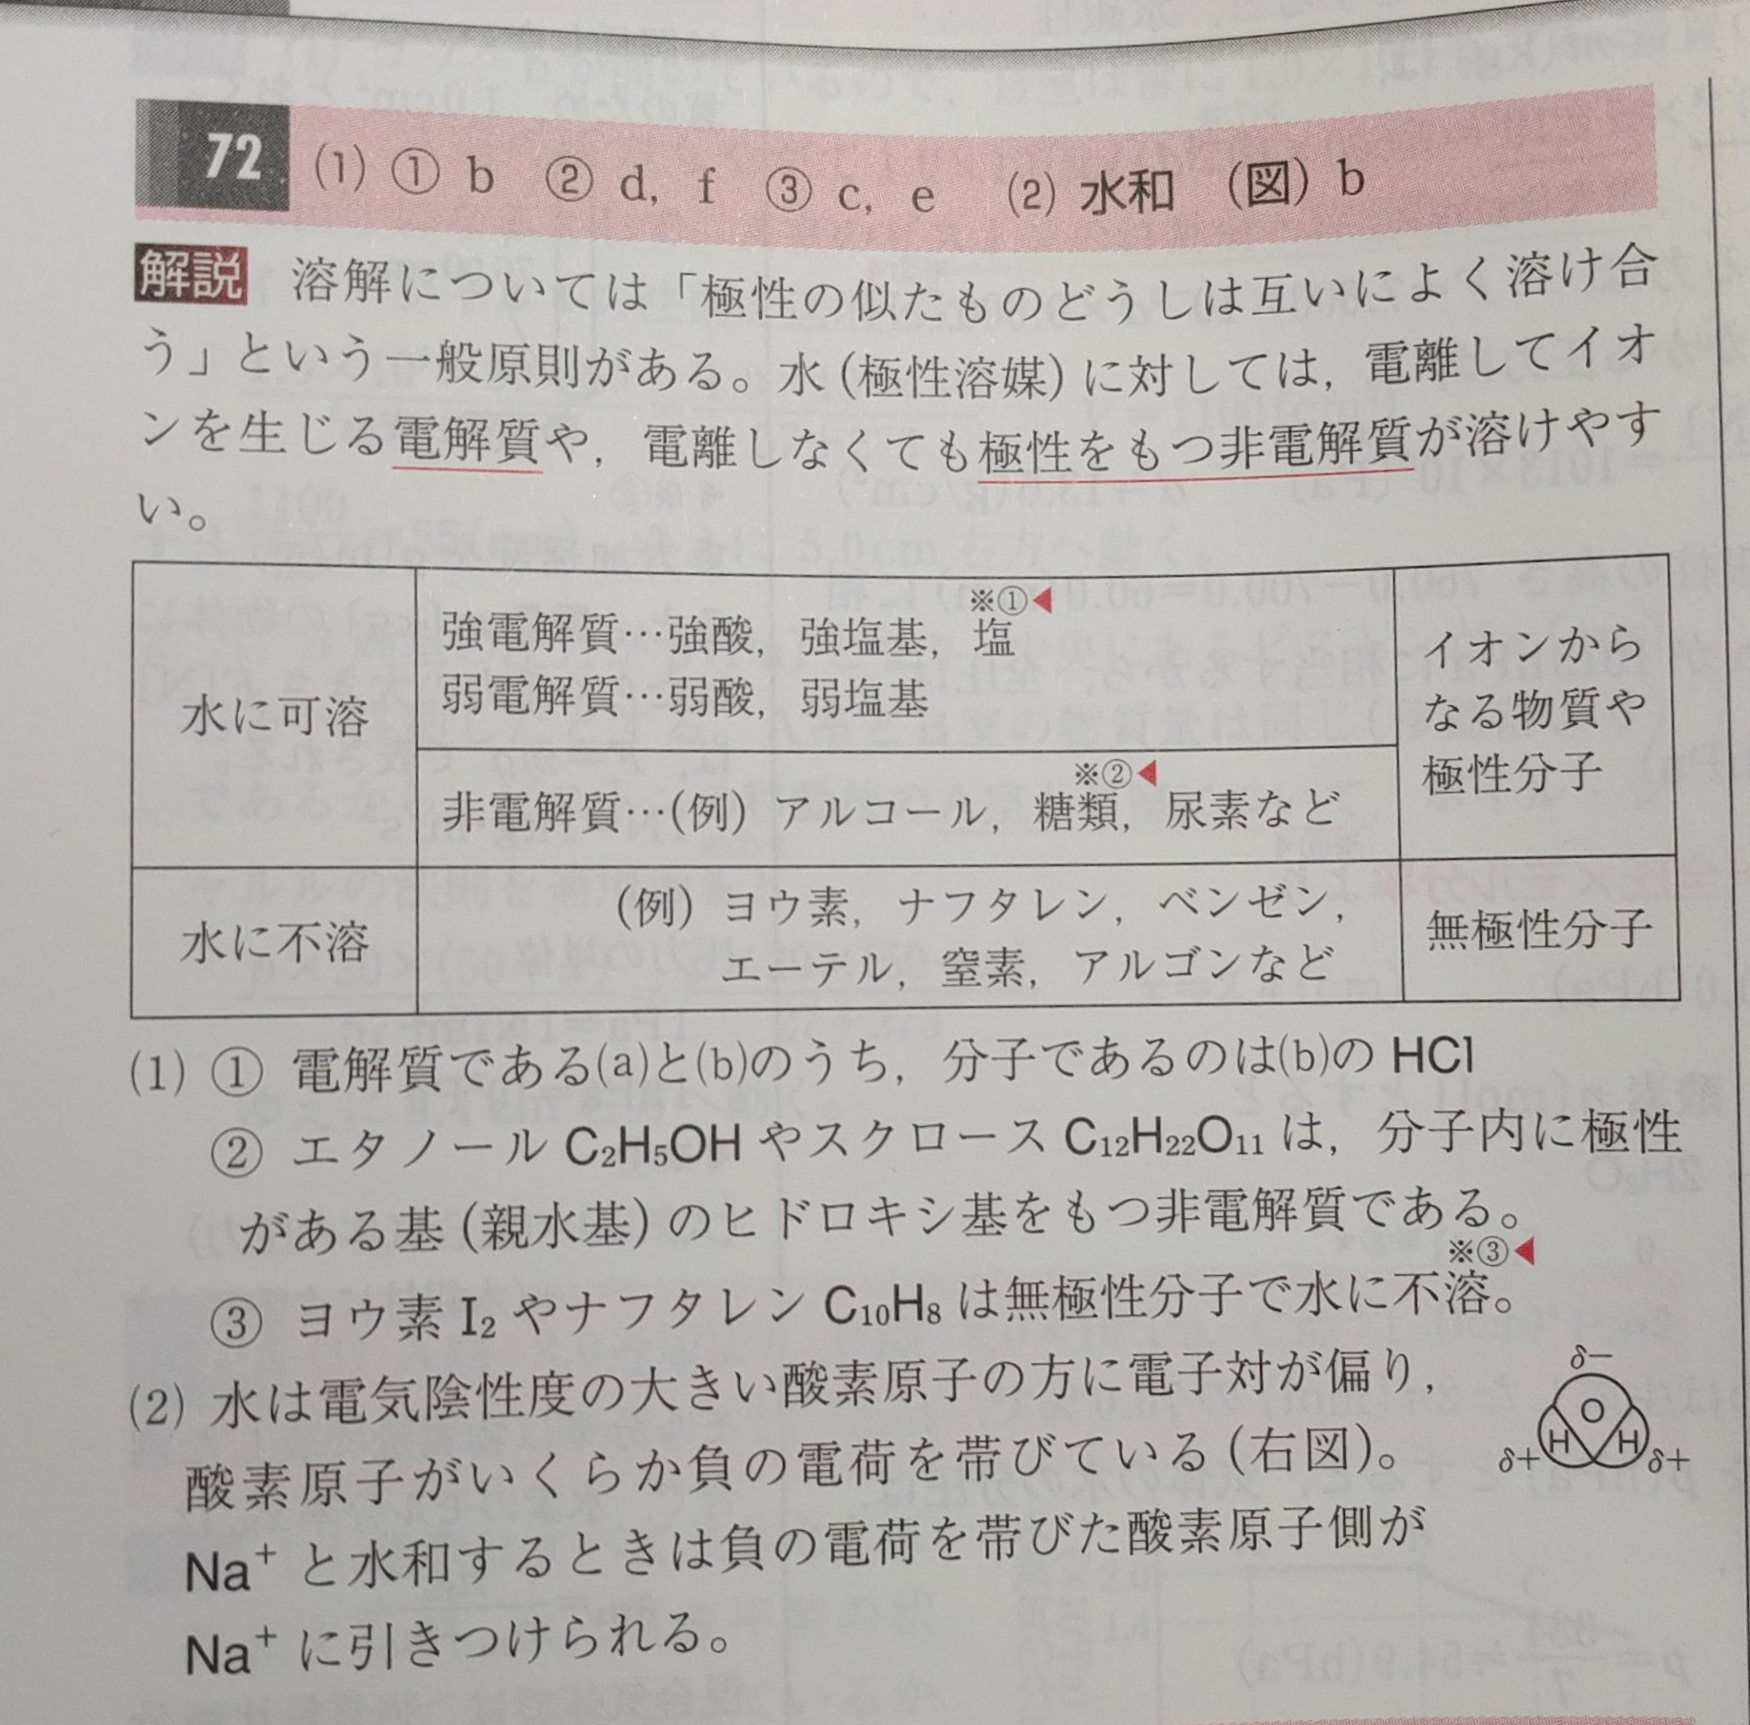 72 (1) ① b ② d, f ③ c, e (2) 水和 (図) b
解説 溶解については「極性の似たものどうしは互いによく溶け合
う」という一般原則がある。水(極性溶媒)に対しては,電離してイオ
ンを生じる電解質や,電離しなくても極性をもつ非電解質が溶けやす
い。
水に可溶
※①◀
強電解質…強酸,強塩基,塩
弱電解質…弱酸,弱塩基
※②◀
非電解質…(例) アルコール,糖類,尿素など
イオンから
なる物質や
極性分子
水に不溶
(例) ヨウ素,ナフタレン,ベンゼン,
エーテル,窒素,アルゴンなど
無極性分子
(1) ① 電解質である(a)と(b)のうち,分子であるのは(b)の HCl
② エタノール C₂H₅OH やスクロース C₁₂H₂₂O₁₁ は,分子内に極性
がある基(親水基)のヒドロキシ基をもつ非電解質である。
※③◀
③ ヨウ素 I₂ やナフタレン C₁₀H₈ は無極性分子で水に不溶。
(2) 水は電気陰性度の大きい酸素原子の方に電子対が偏り,
酸素原子がいくらか負の電荷を帯びている(右図)。
Na⁺ と水和するときは負の電荷を帯びた酸素原子側が
Na⁺ に引きつけられる。
δ−
O
H H
δ+ δ+